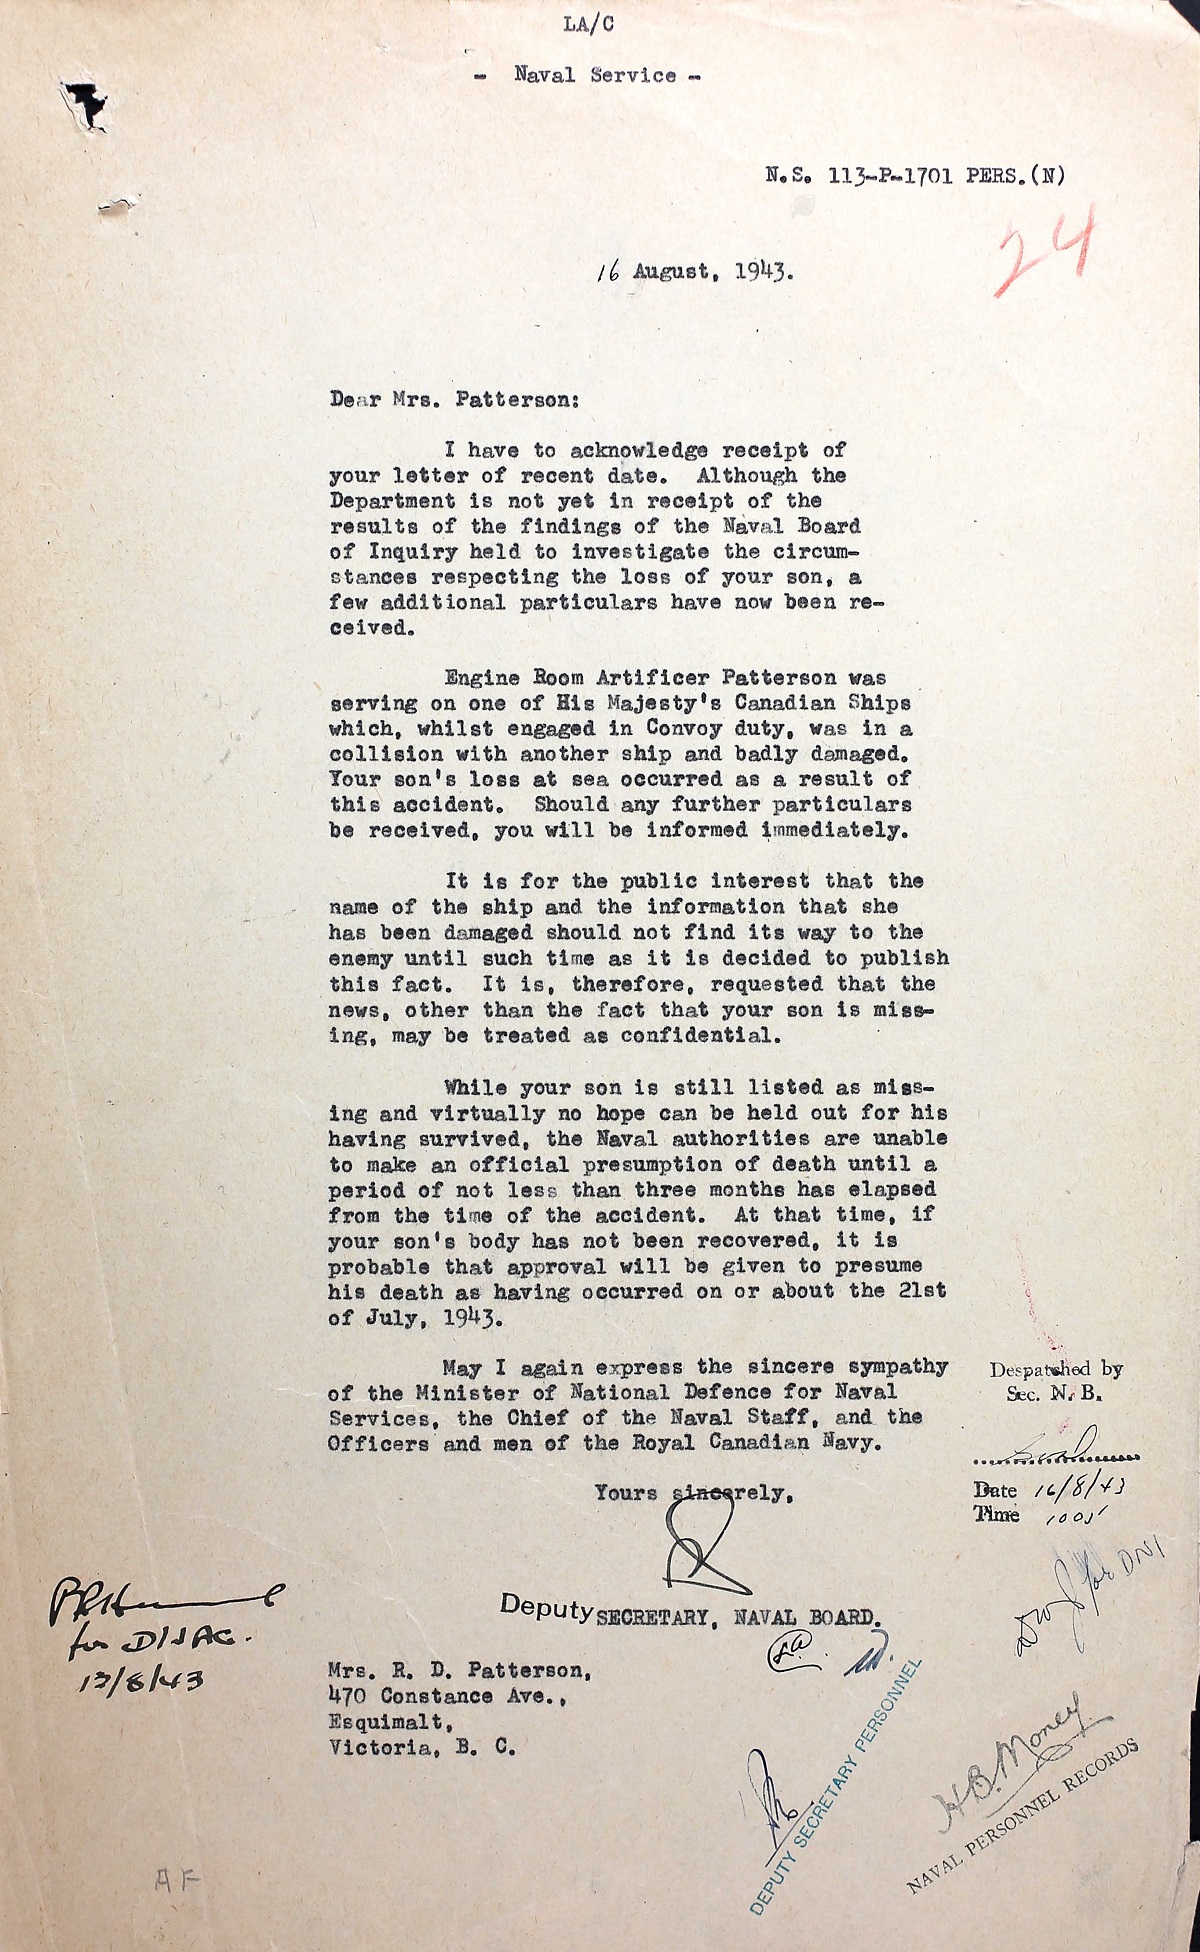 LA/C
- Naval Service -
N.S. 113-P-1701 PERS.(N)
24
16 August, 1943.
Dear Mrs. Patterson:
I have to acknowledge receipt of
your letter of recent date. Although the
Department is not yet in receipt of the
results of the findings of the Naval Board
of Inquiry held to investigate the circum-
stances respecting the loss of your son, a
few additional particulars have now been re-
ceived.
Engine Room Artificer Patterson was
serving on one of His Majesty's Canadian Ships
which, whilst engaged in Convoy duty, was in a
collision with another ship and badly damaged.
Your son's loss at sea occurred as a result of
this accident. Should any further particulars
be received, you will be informed immediately.
It is for the public interest that the
name of the ship and the information that she
has been damaged should not find its way to the
enemy until such time as it is decided to publish
this fact. It is, therefore, requested that the
news, other than the fact that your son is miss-
ing, may be treated as confidential.
While your son is still listed as miss-
ing and virtually no hope can be held out for his
having survived, the Naval authorities are unable
to make an official presumption of death until a
period of not less than three months has elapsed
from the time of the accident. At that time, if
your son's body has not been recovered, it is
probable that approval will be given to presume
his death as having occurred on or about the 21st
of July, 1943.
May I again express the sincere sympathy
of the Minister of National Defence for Naval
Services, the Chief of the Naval Staff, and the
Officers and men of the Royal Canadian Navy.
Despatched by
Sec. N. B.
Date 16/8/43
Time 1005
Yours sincerely,
Deputy SECRETARY, NAVAL BOARD.
for DNI
for
13/8/43
Mrs. R. D. Patterson,
470 Constance Ave.,
Esquimalt,
Victoria, B. C.
DEPUTY SECRETARY PERSONNEL
H.B. Money
NAVAL PERSONNEL RECORDS
AF